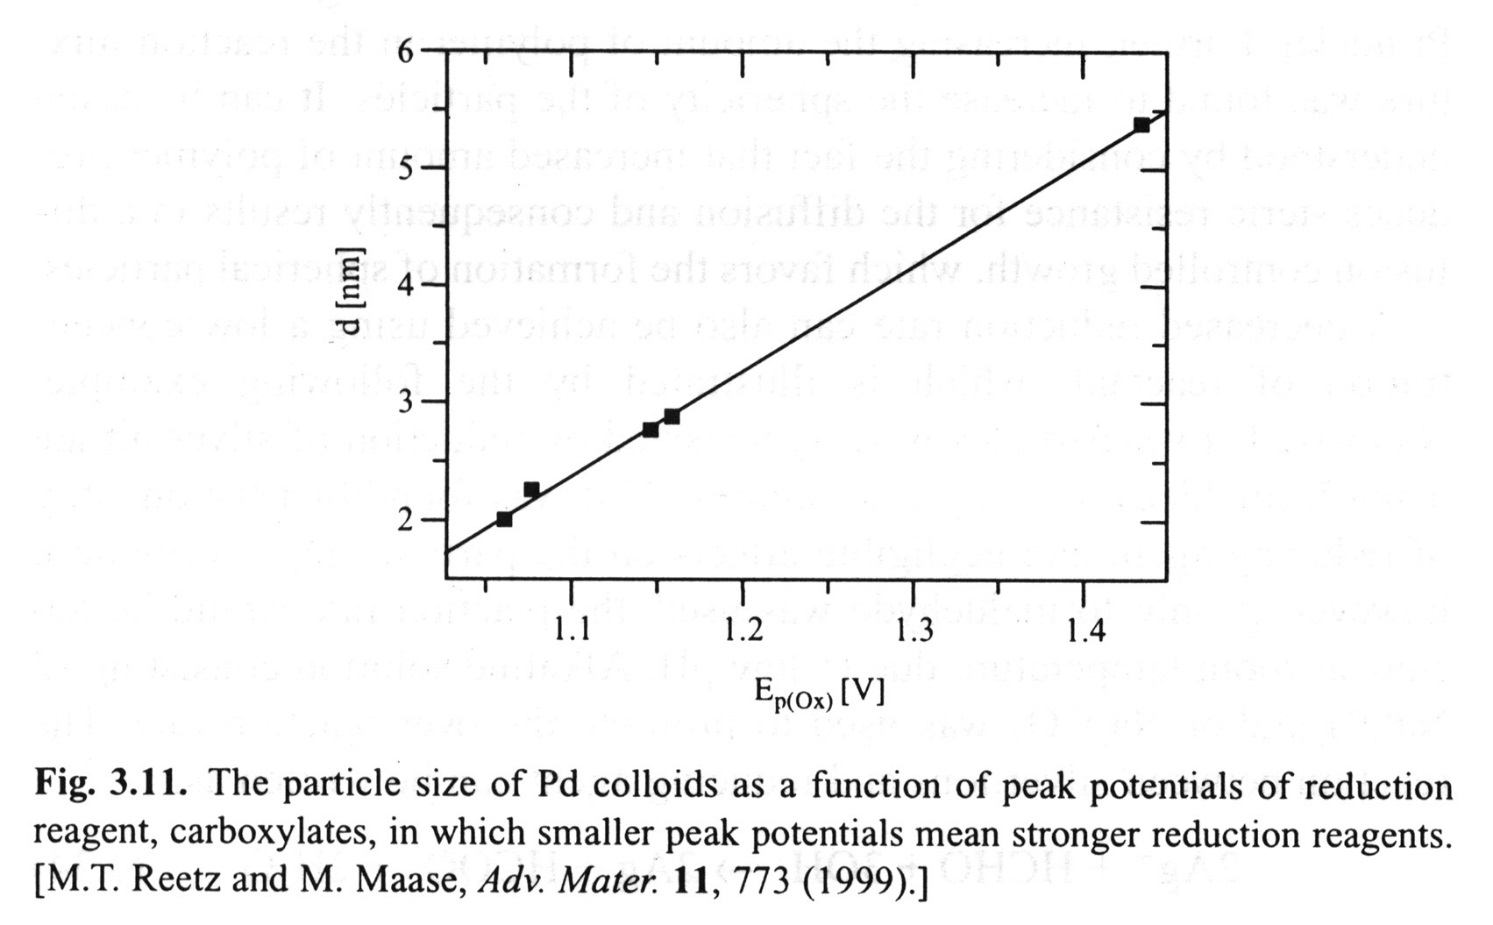 6
5
4
3
2
d [nm]
1.1 1.2 1.3 1.4
Ep(Ox) [V]
Fig. 3.11. The particle size of Pd colloids as a function of peak potentials of reduction
reagent, carboxylates, in which smaller peak potentials mean stronger reduction reagents.
[M.T. Reetz and M. Maase, Adv. Mater. 11, 773 (1999).]